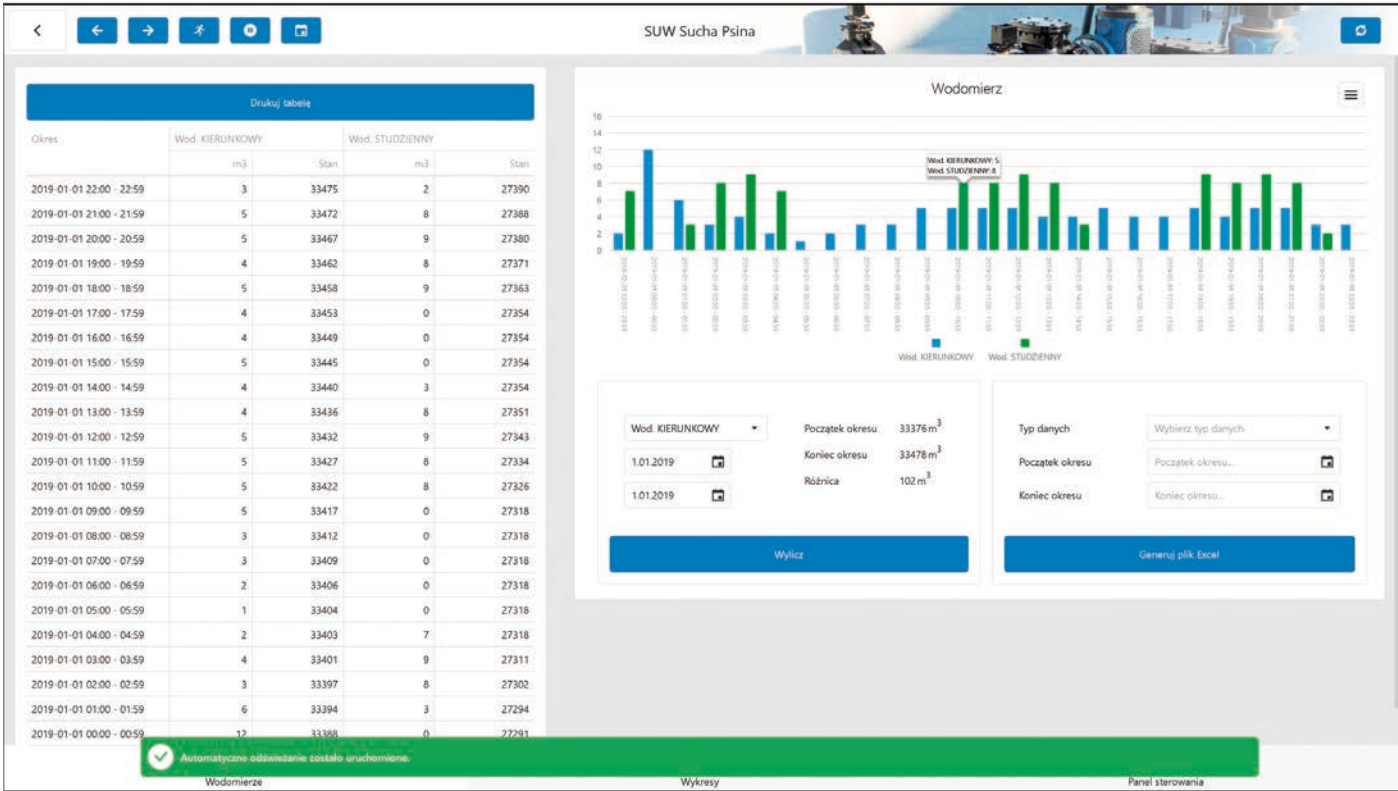 SUW Sucha Psina
Drukuj tabelę
Okres Wod. KIERUNKOWY Wod. STUDZIENNY
m3 Stan m3 Stan
2019-01-01 22:00 - 22:59 3 33475 2 27390
2019-01-01 21:00 - 21:59 5 33472 8 27388
2019-01-01 20:00 - 20:59 5 33467 9 27380
2019-01-01 19:00 - 19:59 4 33462 8 27371
2019-01-01 18:00 - 18:59 5 33458 9 27363
2019-01-01 17:00 - 17:59 4 33453 0 27354
2019-01-01 16:00 - 16:59 4 33449 0 27354
2019-01-01 15:00 - 15:59 5 33445 0 27354
2019-01-01 14:00 - 14:59 4 33440 3 27354
2019-01-01 13:00 - 13:59 4 33436 8 27351
2019-01-01 12:00 - 12:59 5 33432 9 27343
2019-01-01 11:00 - 11:59 5 33427 8 27334
2019-01-01 10:00 - 10:59 5 33422 8 27326
2019-01-01 09:00 - 09:59 5 33417 0 27318
2019-01-01 08:00 - 08:59 3 33412 0 27318
2019-01-01 07:00 - 07:59 3 33409 0 27318
2019-01-01 06:00 - 06:59 2 33406 0 27318
2019-01-01 05:00 - 05:59 1 33404 0 27318
2019-01-01 04:00 - 04:59 2 33403 7 27318
2019-01-01 03:00 - 03:59 4 33401 9 27311
2019-01-01 02:00 - 02:59 3 33397 8 27302
2019-01-01 01:00 - 01:59 6 33394 3 27294
2019-01-01 00:00 - 00:59 12 33388 0 27291
Wodomierz
16
14
12
10
8
6
4
2
0
Wod. KIERUNKOWY: 5
Wod. STUDZIENNY: 8
Wod. KIERUNKOWY Wod. STUDZIENNY
Wod. KIERUNKOWY
1.01.2019
1.01.2019
Początek okresu 33376 m3
Koniec okresu 33478 m3
Różnica 102 m3
Wylicz
Typ danych Wybierz typ danych
Początek okresu Początek okresu...
Koniec okresu Koniec okresu...
Generuj plik Excel
Automatyczne odświeżanie zostało uruchomione.
Wodomierze Wykresy Panel sterowania